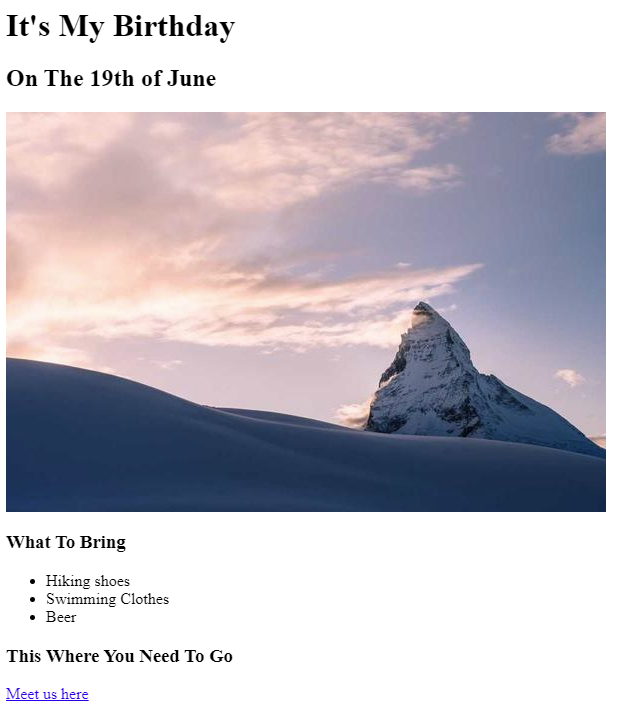 It's My Birthday
On The 19th of June
What To Bring
Hiking shoes
Swimming Clothes
Beer
This Where You Need To Go
Meet us here